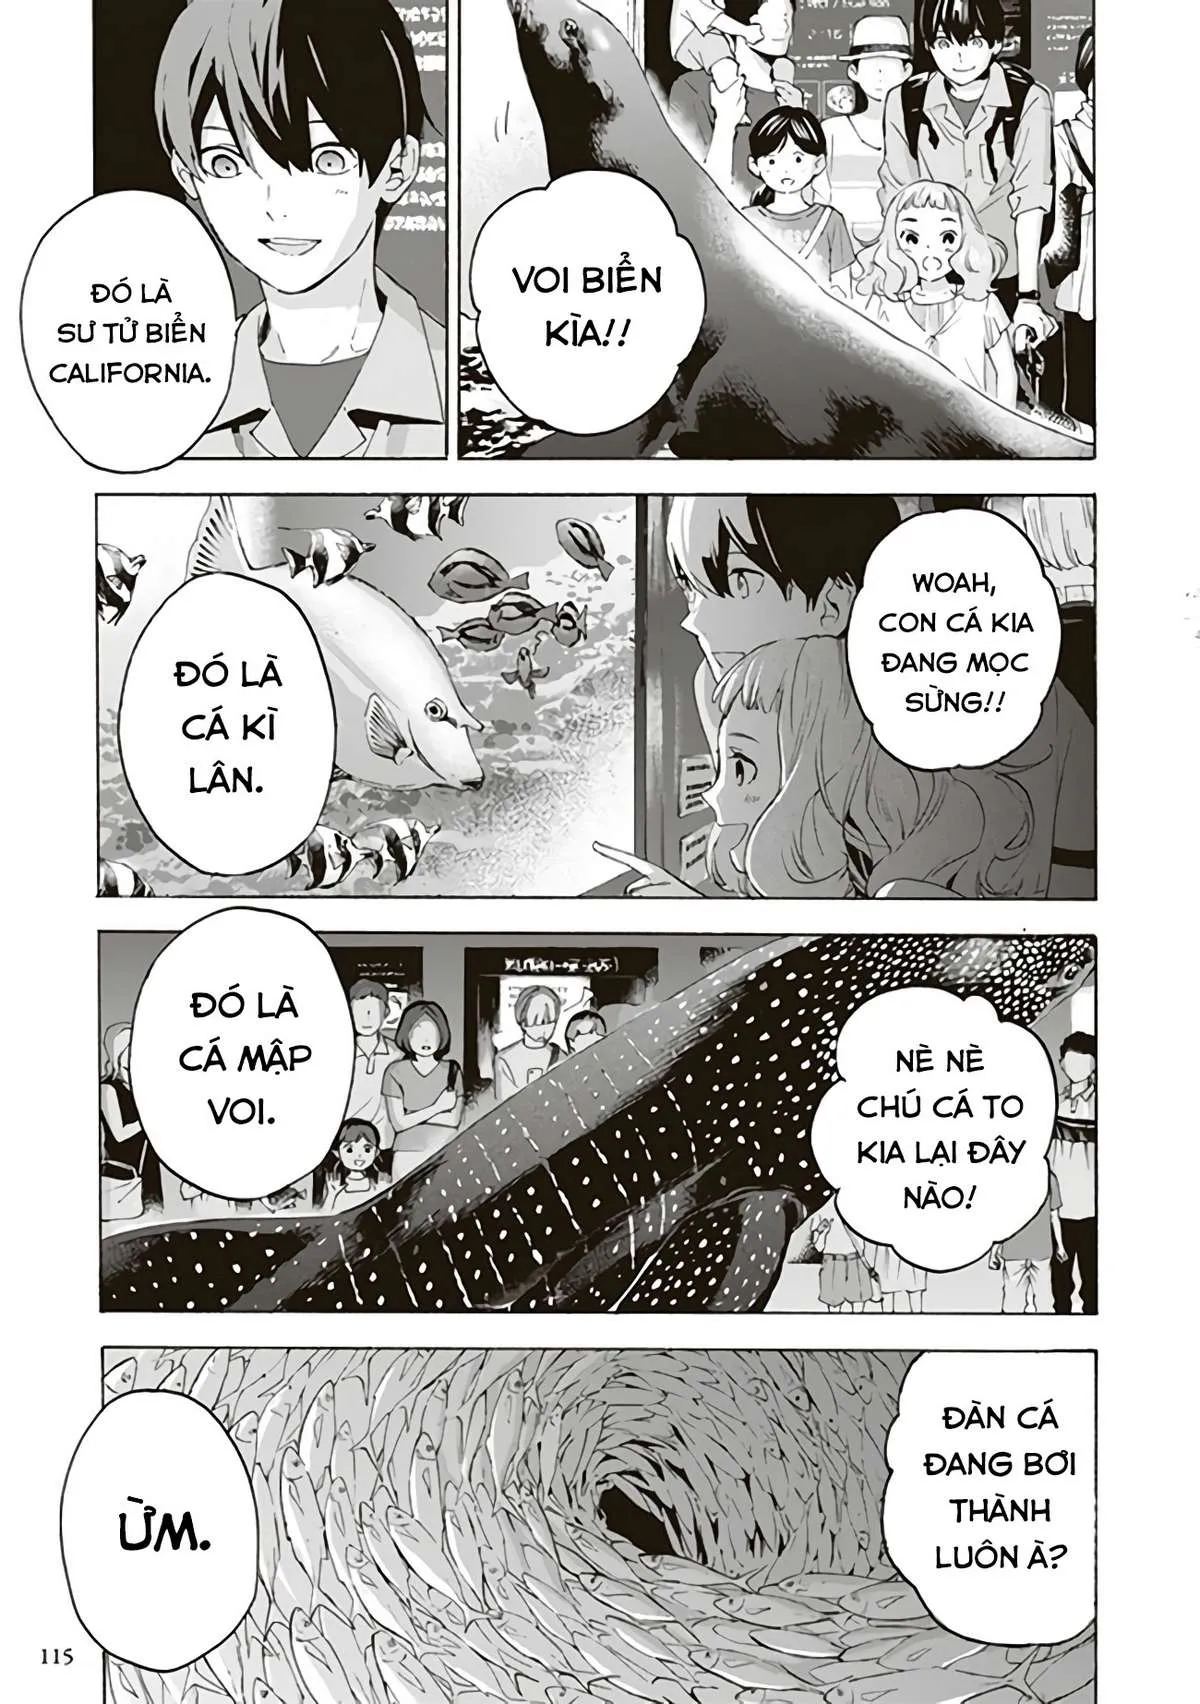 VOI BIỂN
KÌA!!
ĐÓ LÀ
SƯ TỬ BIỂN
CALIFORNIA.
WOAH,
CON CÁ KIA
ĐANG MỌC
SỪNG!!
ĐÓ LÀ
CÁ KÌ
LÂN.
NÈ NÈ
CHÚ CÁ TO
KIA LẠI ĐÂY
NÀO!
ĐÓ LÀ
CÁ MẬP
VOI.
ĐÀN CÁ
ĐANG BƠI
THÀNH
LUÔN À?
ỪM.
115